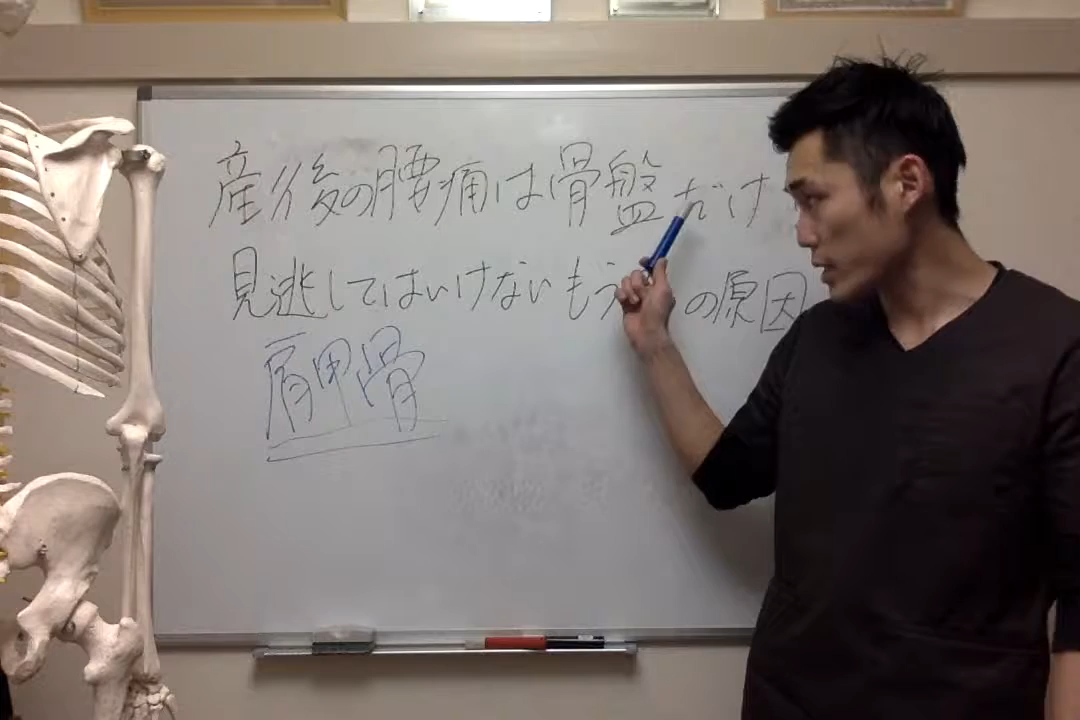 産後の腰痛は骨盤だけ
見逃してはいけないもう の原因
肩甲骨